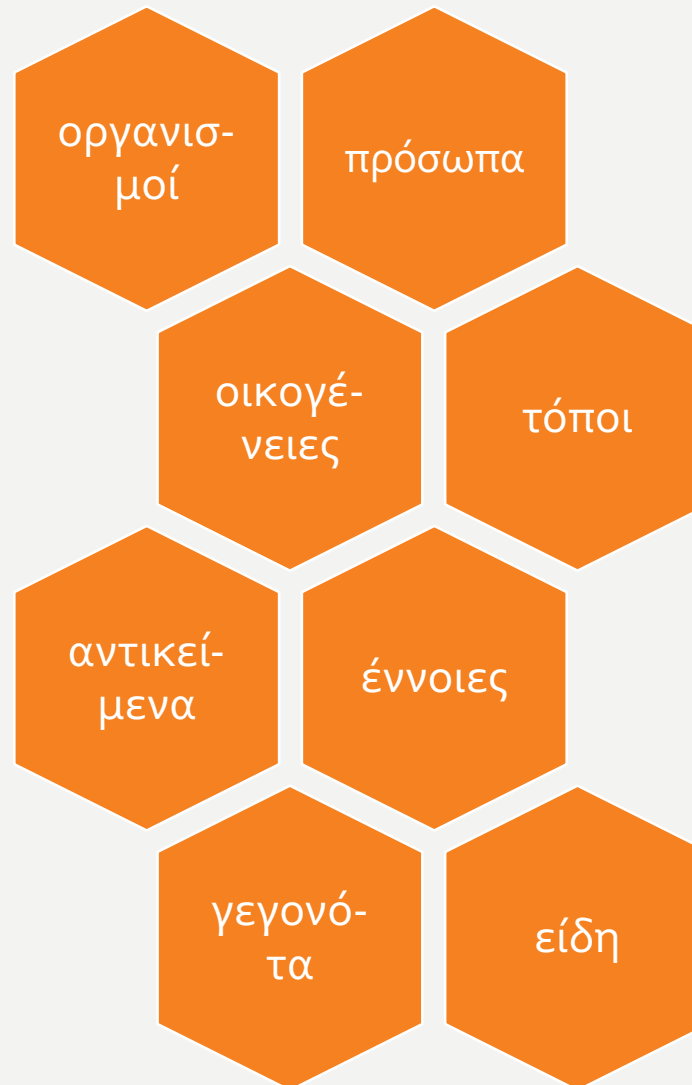 οργανισ-
μοί
πρόσωπα
οικογέ-
νειες
τόποι
αντικεί-
μενα
έννοιες
γεγονό-
τα
είδη